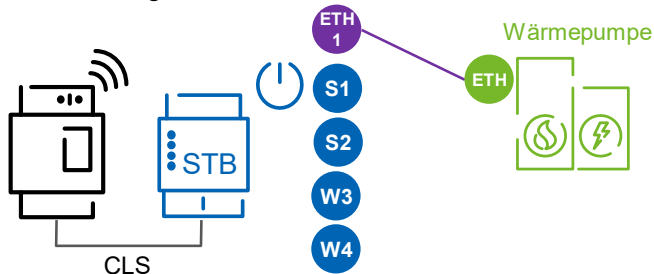 ETH
1
Wärmepumpe
ETH
S1
S2
STB
W3
W4
CLS